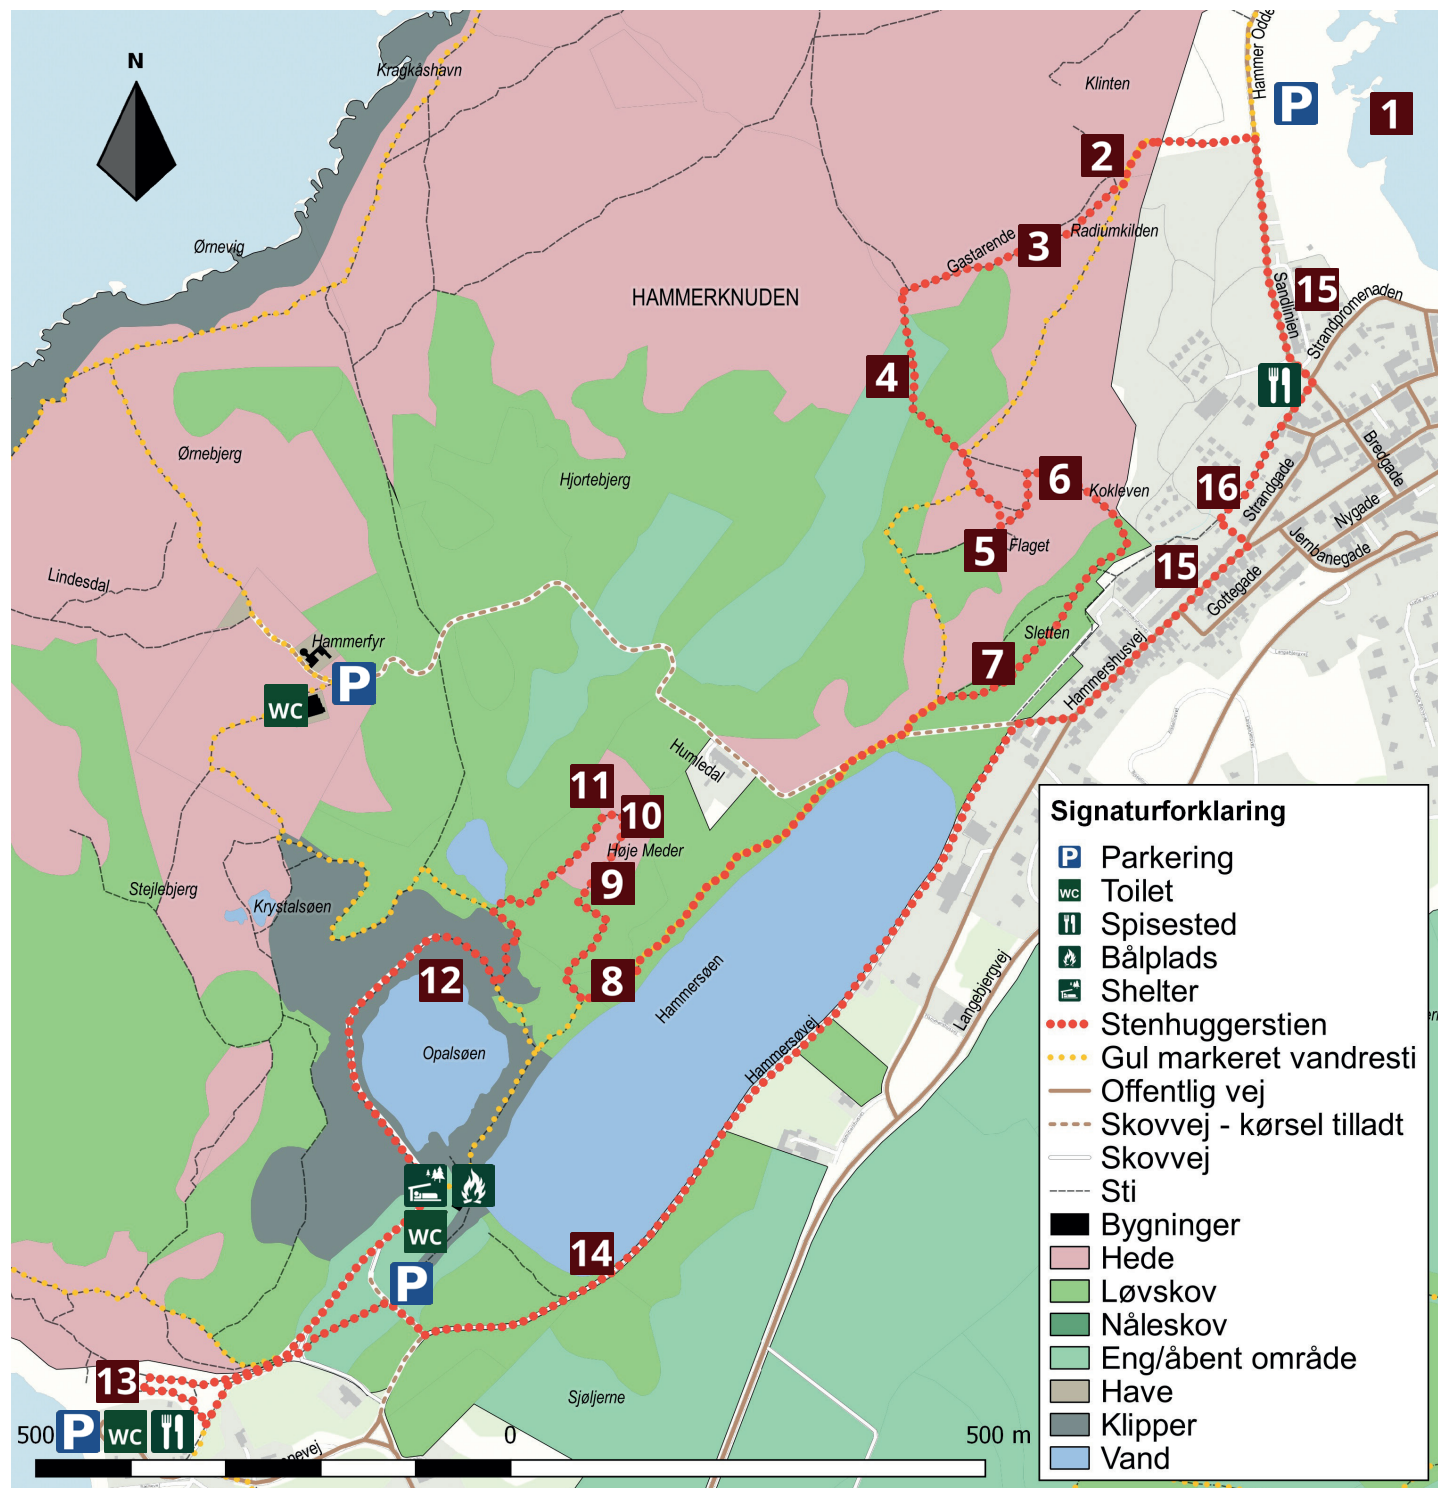 N
Kragkåshavn
Klinten
Hammer Odde
P
1
2
Ørnevig
Radiumkilden
3
Gastarende
HAMMERKNUDEN
15
Sandlinien
Strandpromenaden
4
Ørnebjerg
Hjortebjerg
6
Kokleven
16
Strandgade
Bredgade
Nygade
Jernbanegade
5
Flaget
15
Gottegade
Lindesdal
Hammerfyr
Sletten
7
Hammershusvej
P
WC
Humledal
11
10
Høje Meder
9
Stejlebjerg
Krystalsøen
12
8
Hammersøen
Langebjergvej
Opalsøen
Hammersøvej
WC
14
P
13
Sjøljerne
P
WC
500
0
500 m
Signaturforklaring
P Parkering
WC Toilet
Spisested
Bålplads
Shelter
Stenhuggerstien
Gul markeret vandresti
Offentlig vej
Skovvej - kørsel tilladt
Skovvej
Sti
Bygninger
Hede
Løvskov
Nåleskov
Eng/åbent område
Have
Klipper
Vand